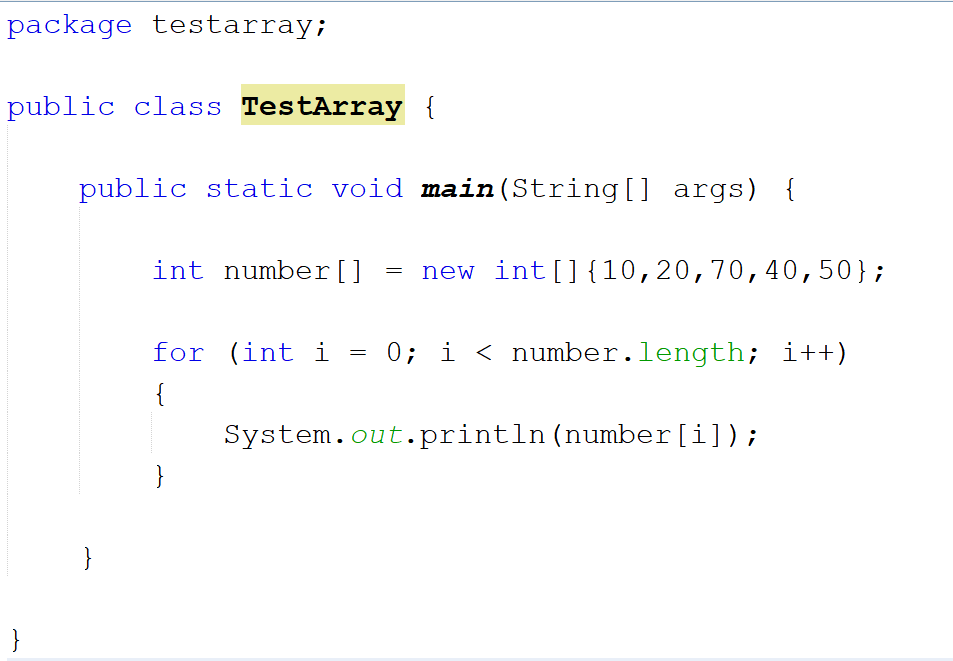 package testarray;
public class TestArray {
public static void main(String[] args) {
int number[] = new int[]{10,20,70,40,50};
for (int i = 0; i < number.length; i++)
{
System.out.println(number[i]);
}
}
}